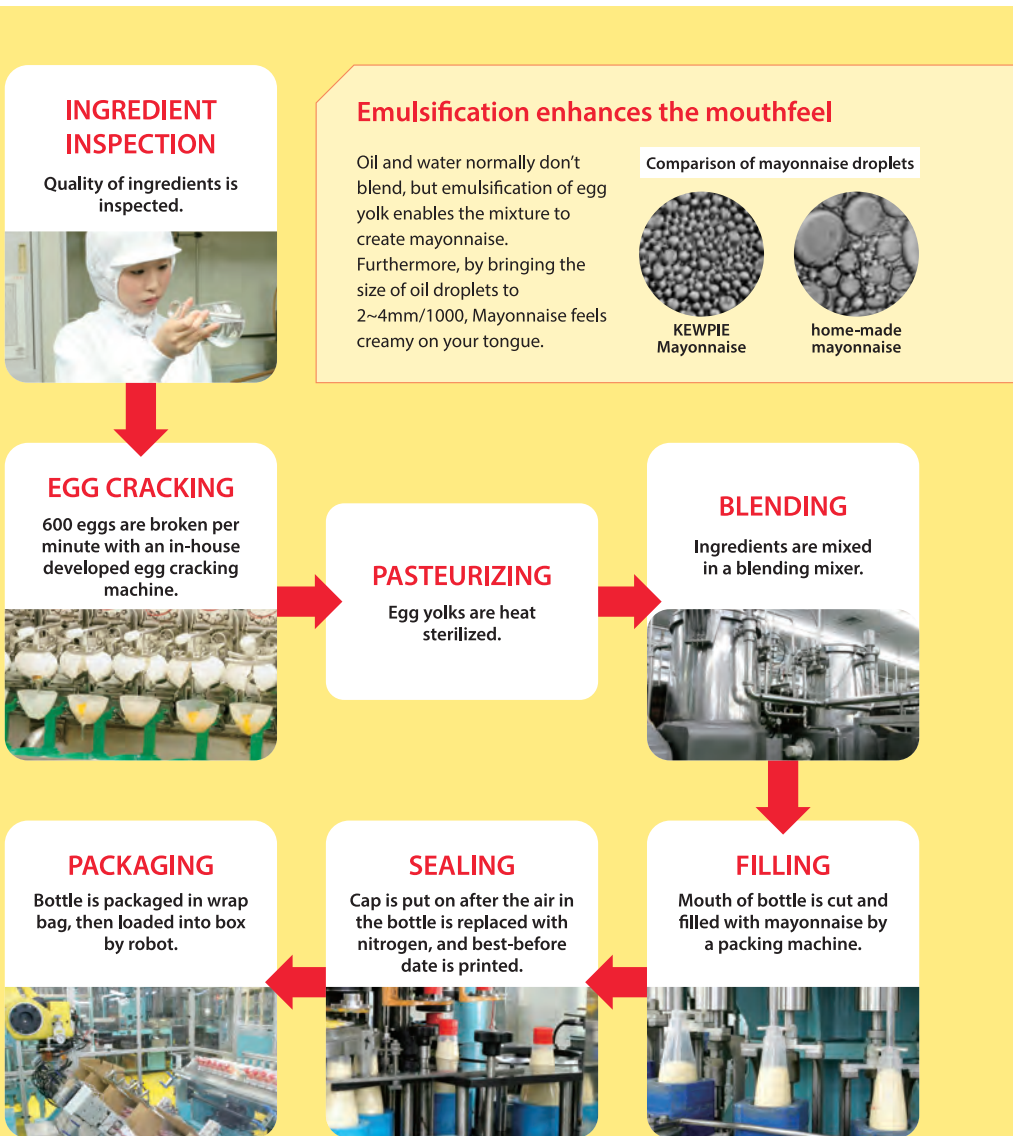 INGREDIENT
INSPECTION
Quality of ingredients is
inspected.
Emulsification enhances the mouthfeel
Oil and water normally don’t
blend, but emulsification of egg
yolk enables the mixture to
create mayonnaise.
Furthermore, by bringing the
size of oil droplets to
2~4mm/1000, Mayonnaise feels
creamy on your tongue.
Comparison of mayonnaise droplets
KEWPIE
Mayonnaise
home-made
mayonnaise
EGG CRACKING
600 eggs are broken per
minute with an in-house
developed egg cracking
machine.
PASTEURIZING
Egg yolks are heat
sterilized.
BLENDING
Ingredients are mixed
in a blending mixer.
PACKAGING
Bottle is packaged in wrap
bag, then loaded into box
by robot.
SEALING
Cap is put on after the air in
the bottle is replaced with
nitrogen, and best-before
date is printed.
FILLING
Mouth of bottle is cut and
filled with mayonnaise by
a packing machine.